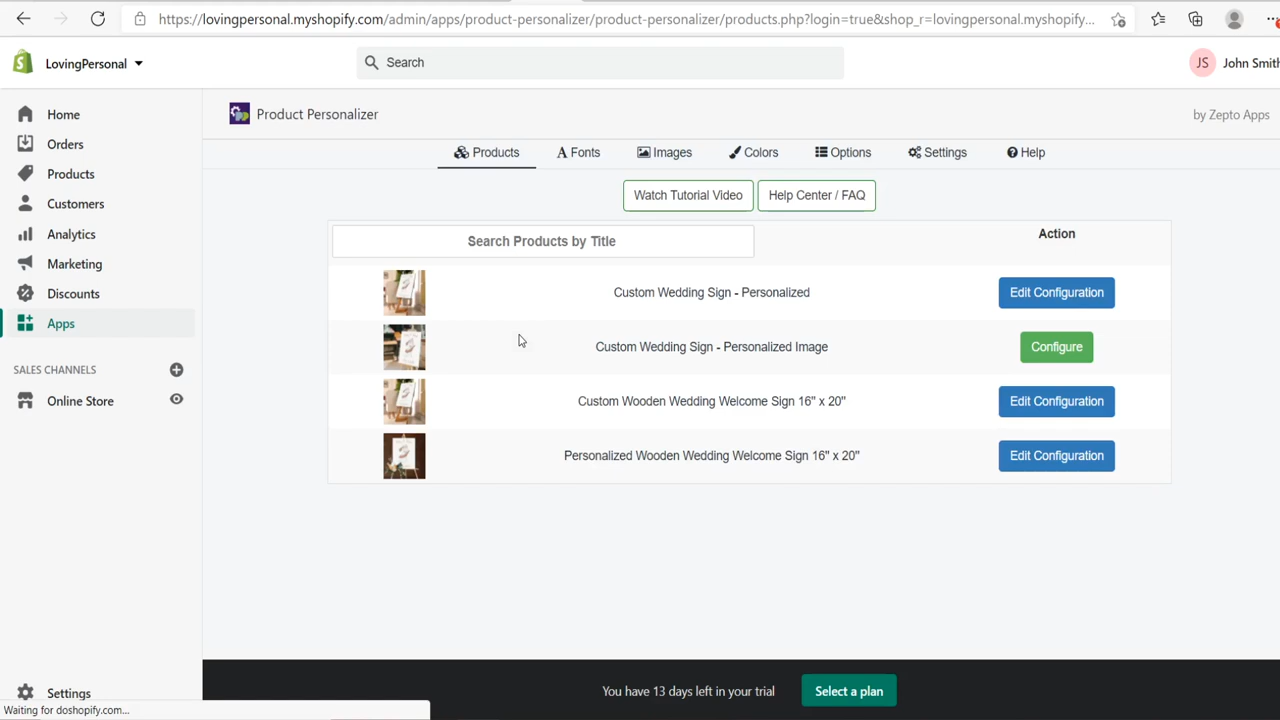 https://lovingpersonal.myshopify.com/admin/apps/product-personalizer/product-personalizer/products.php?login=true&shop_r=lovingpersonal.myshopify...
LovingPersonal
Search
JS John Smith
Home
Orders
Products
Customers
Analytics
Marketing
Discounts
Apps
SALES CHANNELS
Online Store
Settings
Product Personalizer
by Zepto Apps
Products Fonts Images Colors Options Settings Help
Watch Tutorial Video Help Center / FAQ
Search Products by Title Action
Custom Wedding Sign - Personalized Edit Configuration
Custom Wedding Sign - Personalized Image Configure
Custom Wooden Wedding Welcome Sign 16" x 20" Edit Configuration
Personalized Wooden Wedding Welcome Sign 16" x 20" Edit Configuration
You have 13 days left in your trial Select a plan
Waiting for doshopify.com...